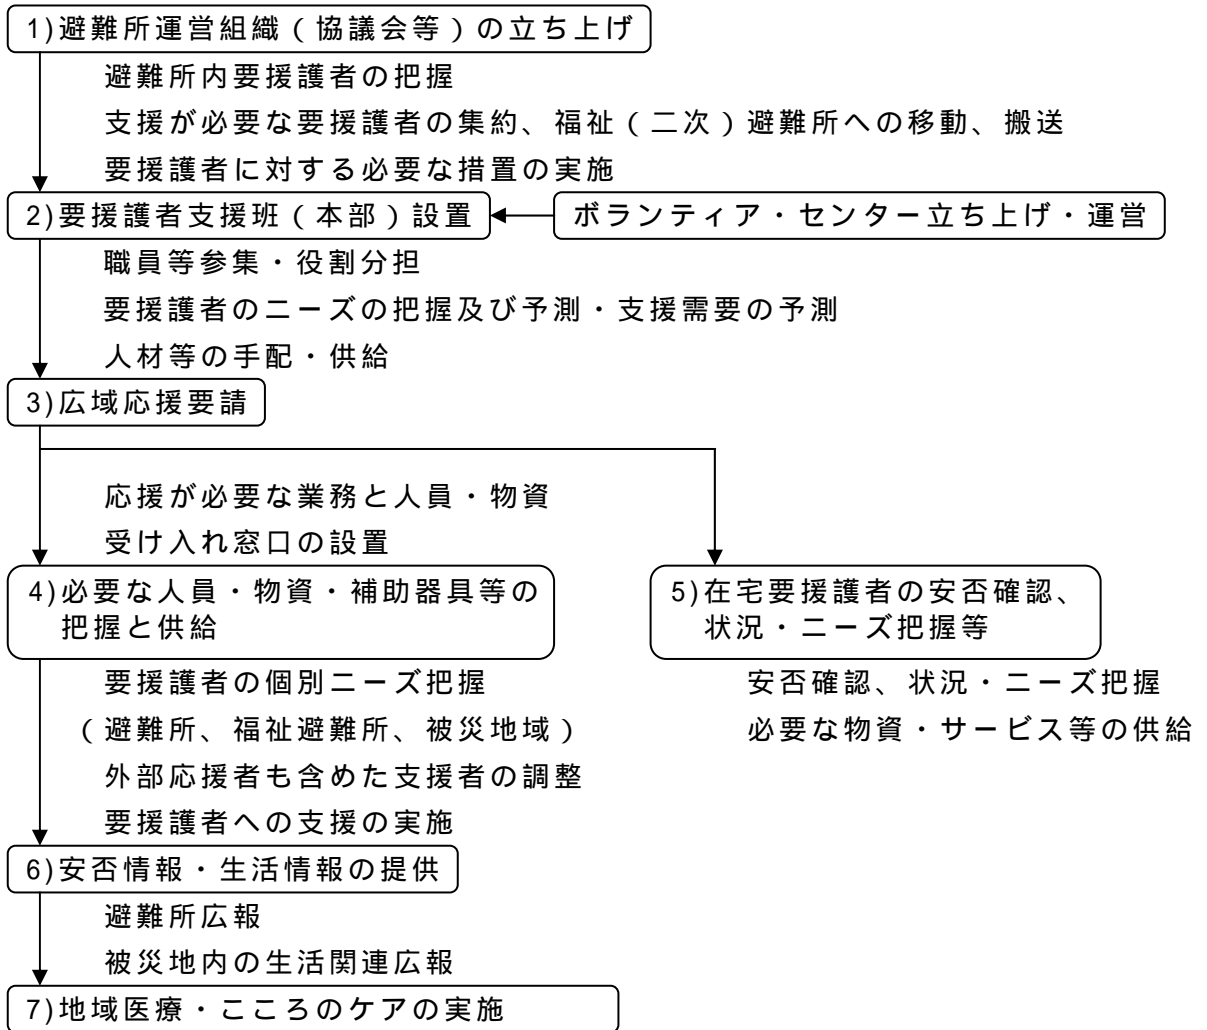 1)避難所運営組織（協議会等）の立ち上げ
避難所内要援護者の把握
支援が必要な要援護者の集約、福祉（二次）避難所への移動、搬送
要援護者に対する必要な措置の実施
2)要援護者支援班（本部）設置
ボランティア・センター立ち上げ・運営
職員等参集・役割分担
要援護者のニーズの把握及び予測・支援需要の予測
人材等の手配・供給
3)広域応援要請
応援が必要な業務と人員・物資
受け入れ窓口の設置
4)必要な人員・物資・補助器具等の
把握と供給
要援護者の個別ニーズ把握
（避難所、福祉避難所、被災地域）
外部応援者も含めた支援者の調整
要援護者への支援の実施
5)在宅要援護者の安否確認、
状況・ニーズ把握等
安否確認、状況・ニーズ把握
必要な物資・サービス等の供給
6)安否情報・生活情報の提供
避難所広報
被災地内の生活関連広報
7)地域医療・こころのケアの実施